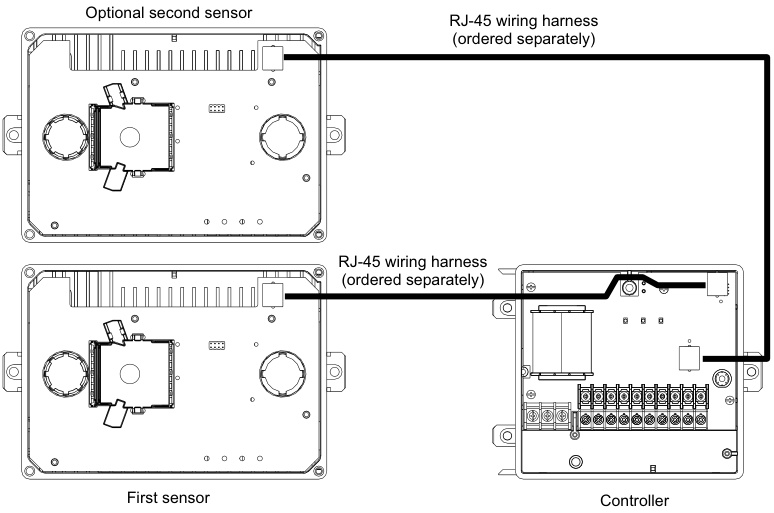 Optional second sensor
RJ-45 wiring harness
(ordered separately)
RJ-45 wiring harness
(ordered separately)
First sensor
Controller